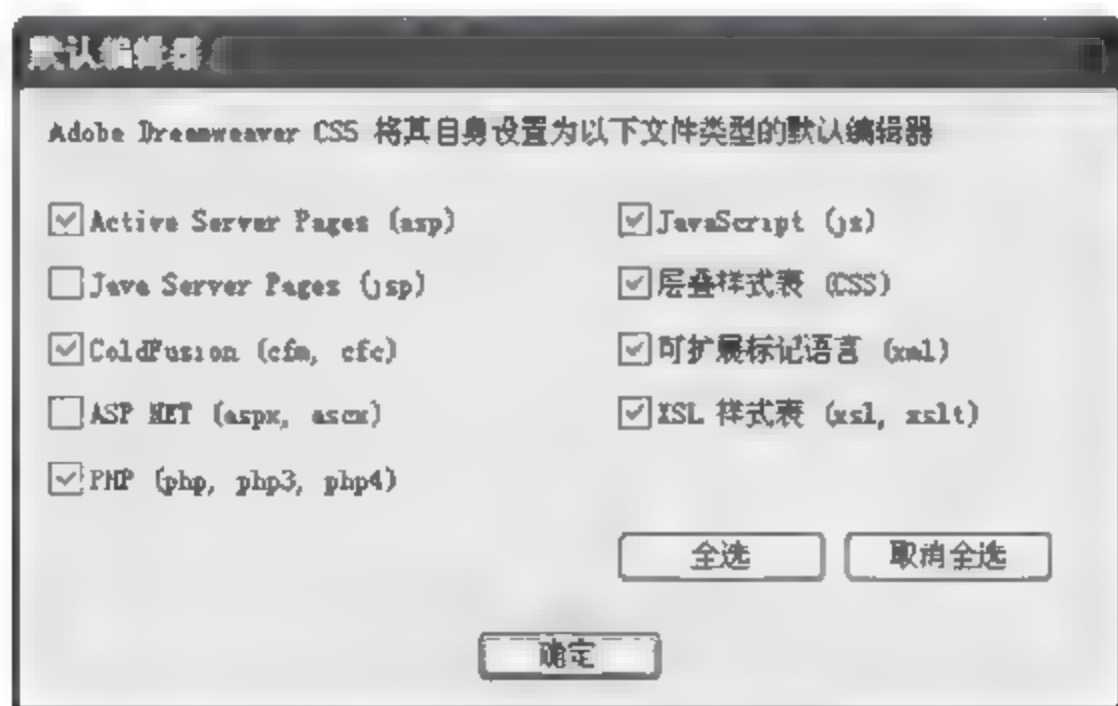 默认编辑器
Adobe Dreamweaver CS5 将其自身设置为以下文件类型的默认编辑器
Active Server Pages (asp)
Java Server Pages (jsp)
ColdFusion (cfm, cfc)
ASP NET (aspx, ascx)
PHP (php, php3, php4)
JavaScript (js)
层叠样式表 (CSS)
可扩展标记语言 (xml)
XSL 样式表 (xsl, xslt)
全选
取消全选
确定